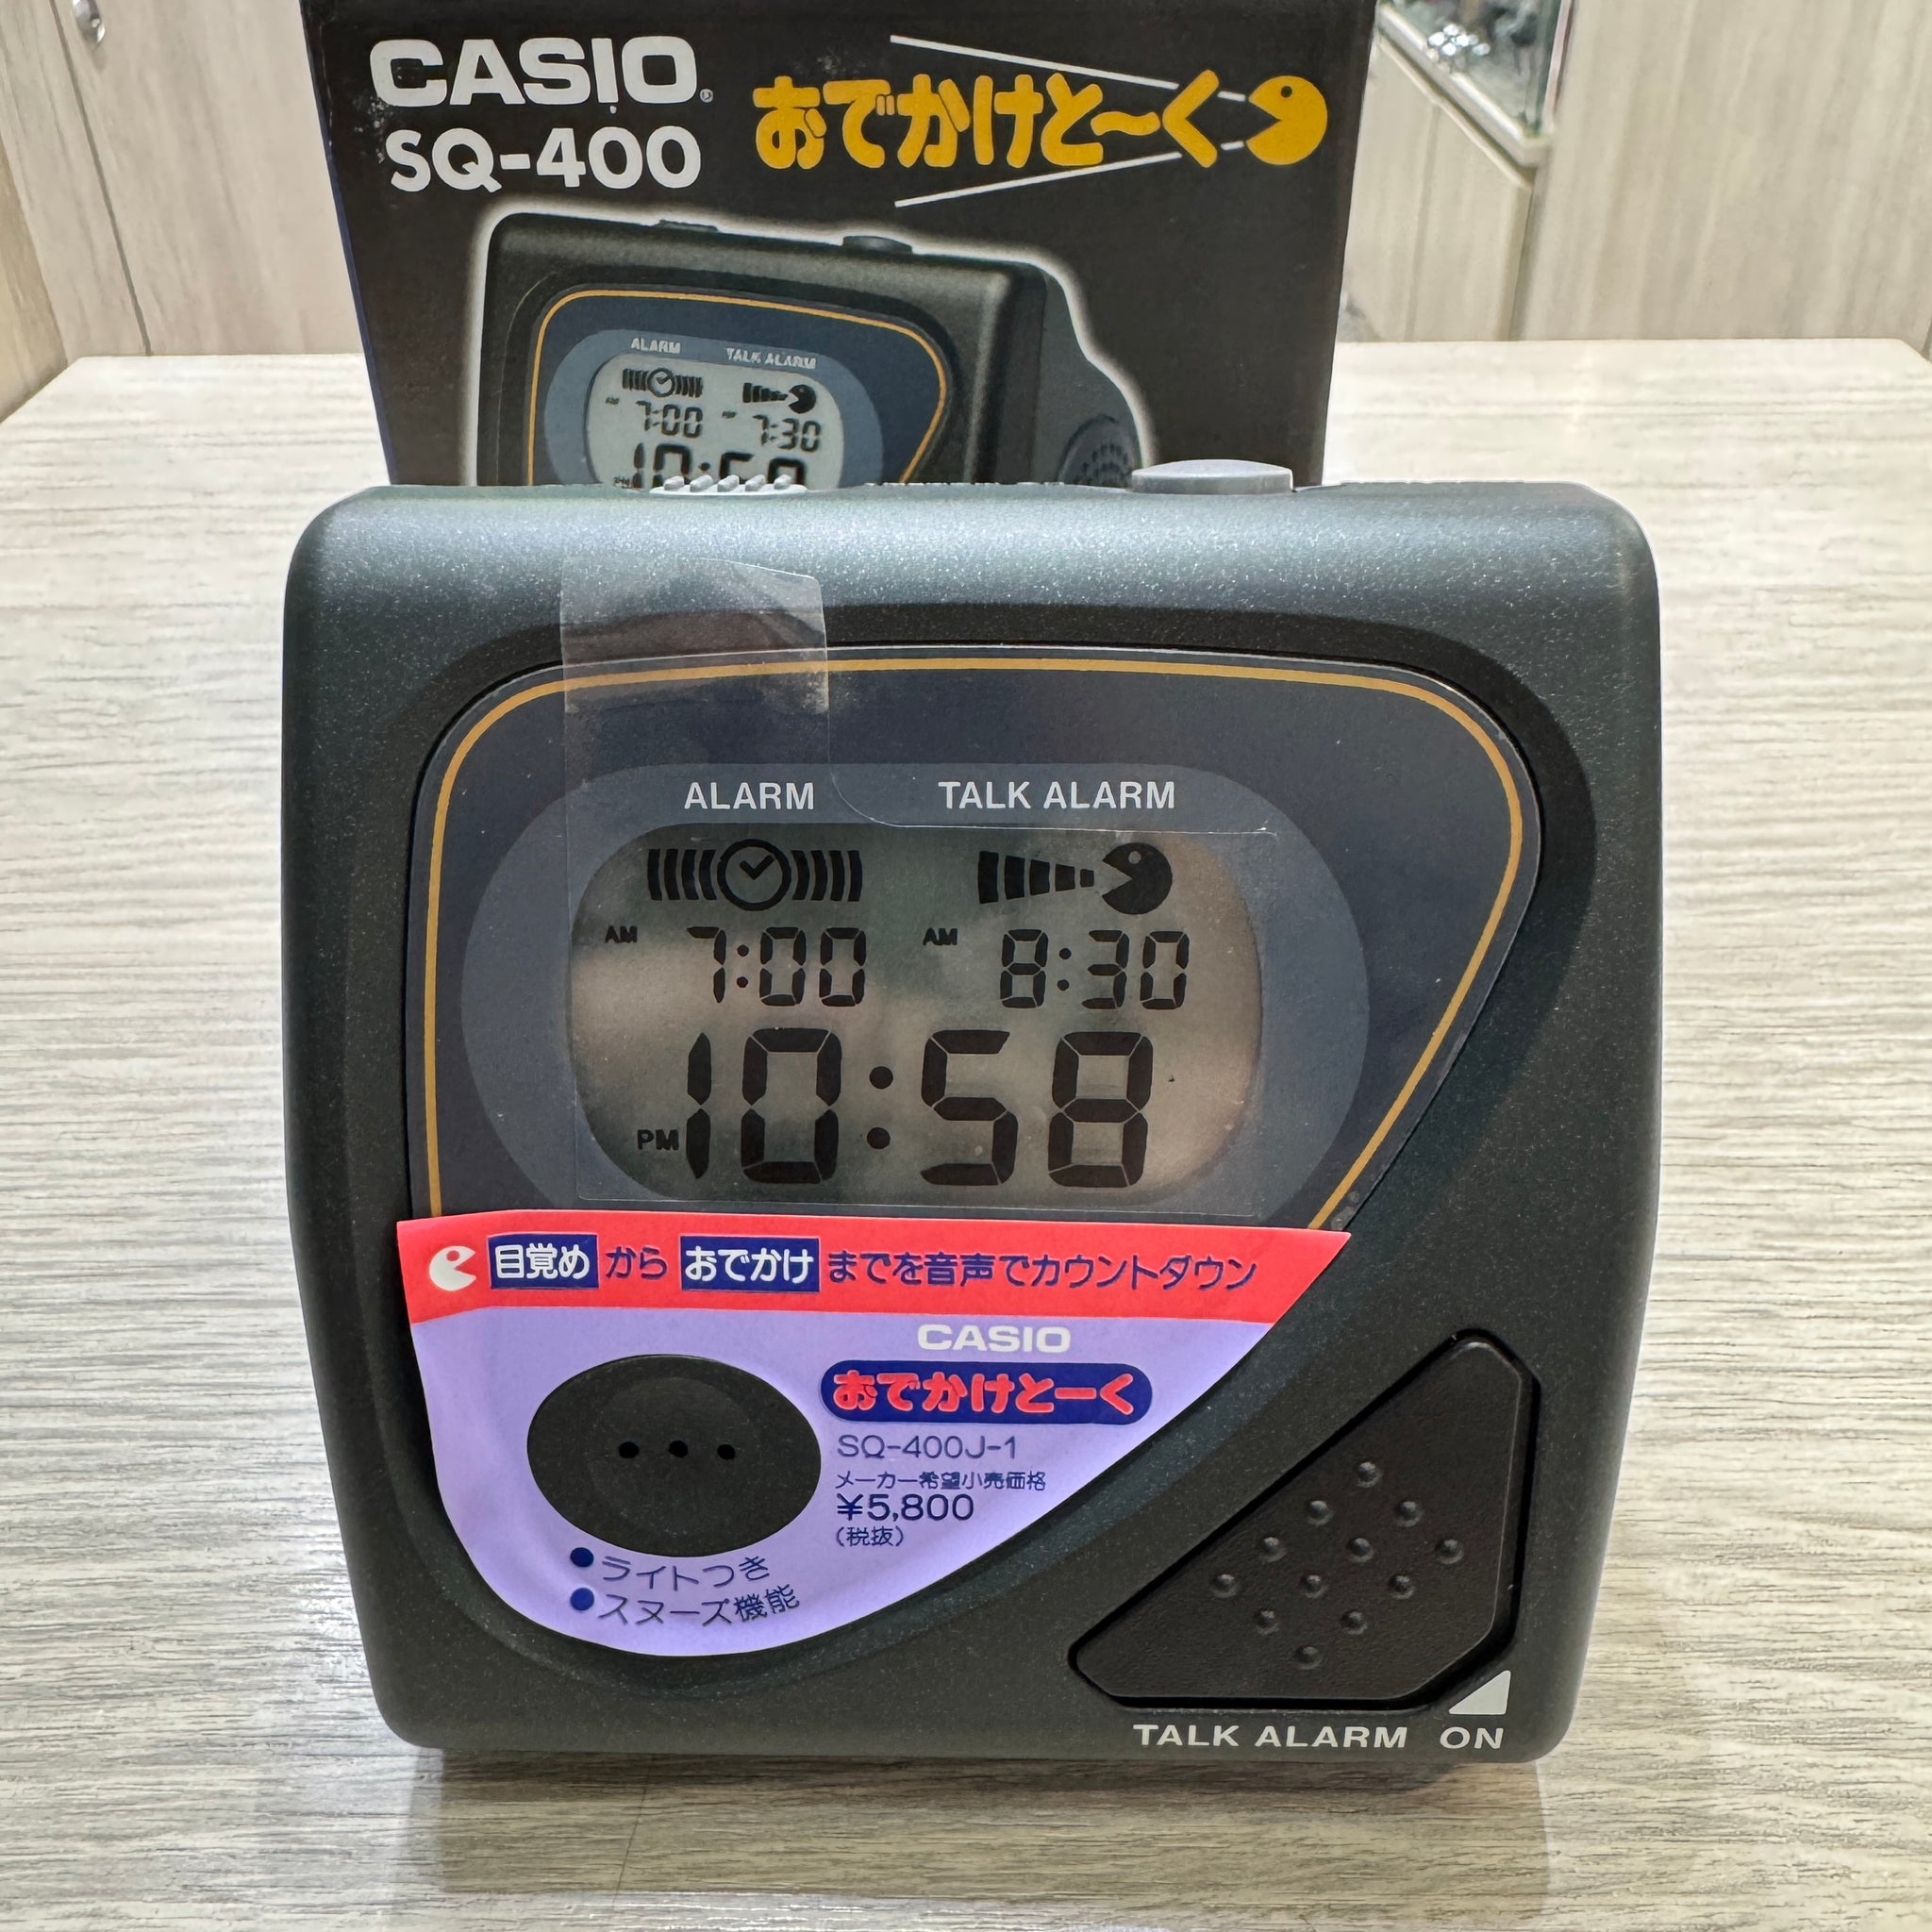 CASIO®
SQ-400
おでかけと～く
ALARM TALK ALARM
7:00 7:30
10:58
ALARM TALK ALARM
AM 7:00 AM 8:30
PM 10:58
目覚め から おでかけ までを音声でカウントダウン
CASIO
おでかけとーく
SQ-400J-1
メーカー希望小売価格
¥5,800
(税抜)
●ライトつき
●スヌーズ機能
TALK ALARM ON